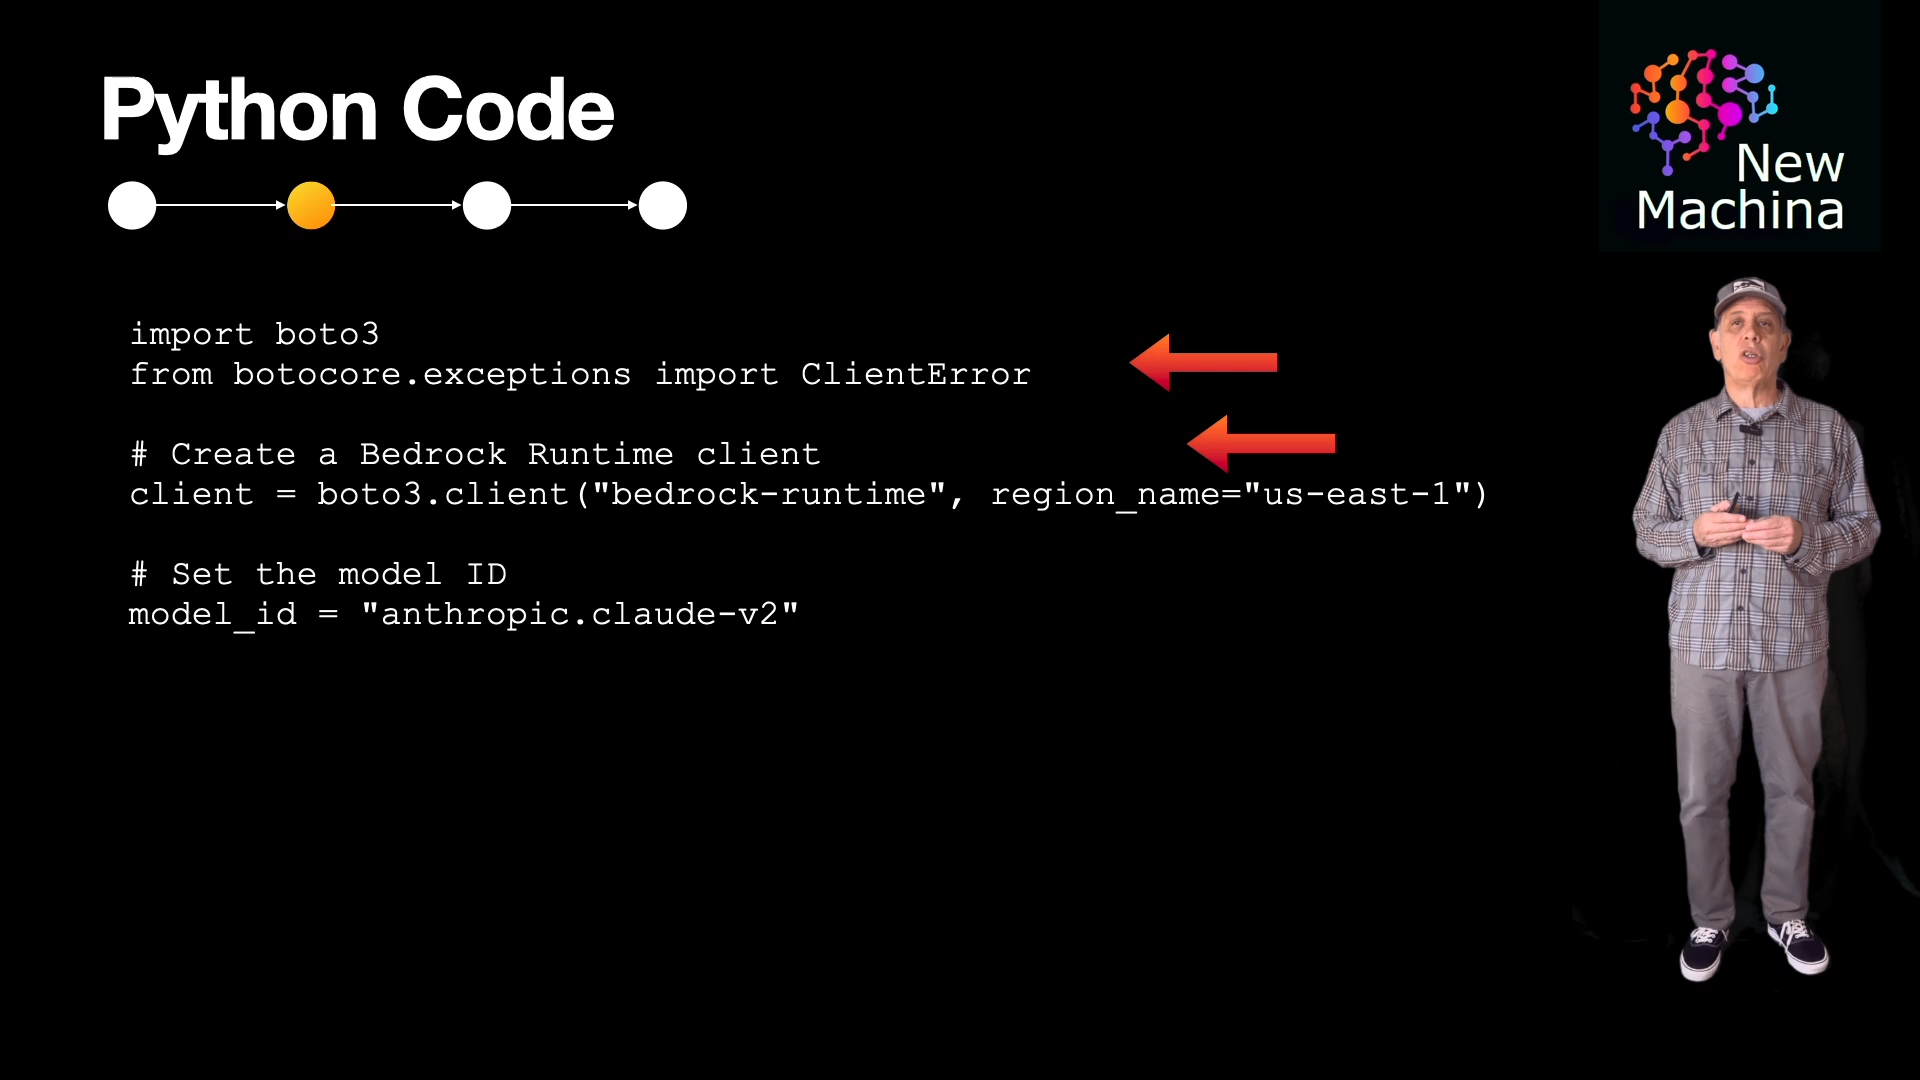 Python Code
New
Machina
import boto3
from botocore.exceptions import ClientError
# Create a Bedrock Runtime client
client = boto3.client("bedrock-runtime", region_name="us-east-1")
# Set the model ID
model_id = "anthropic.claude-v2"